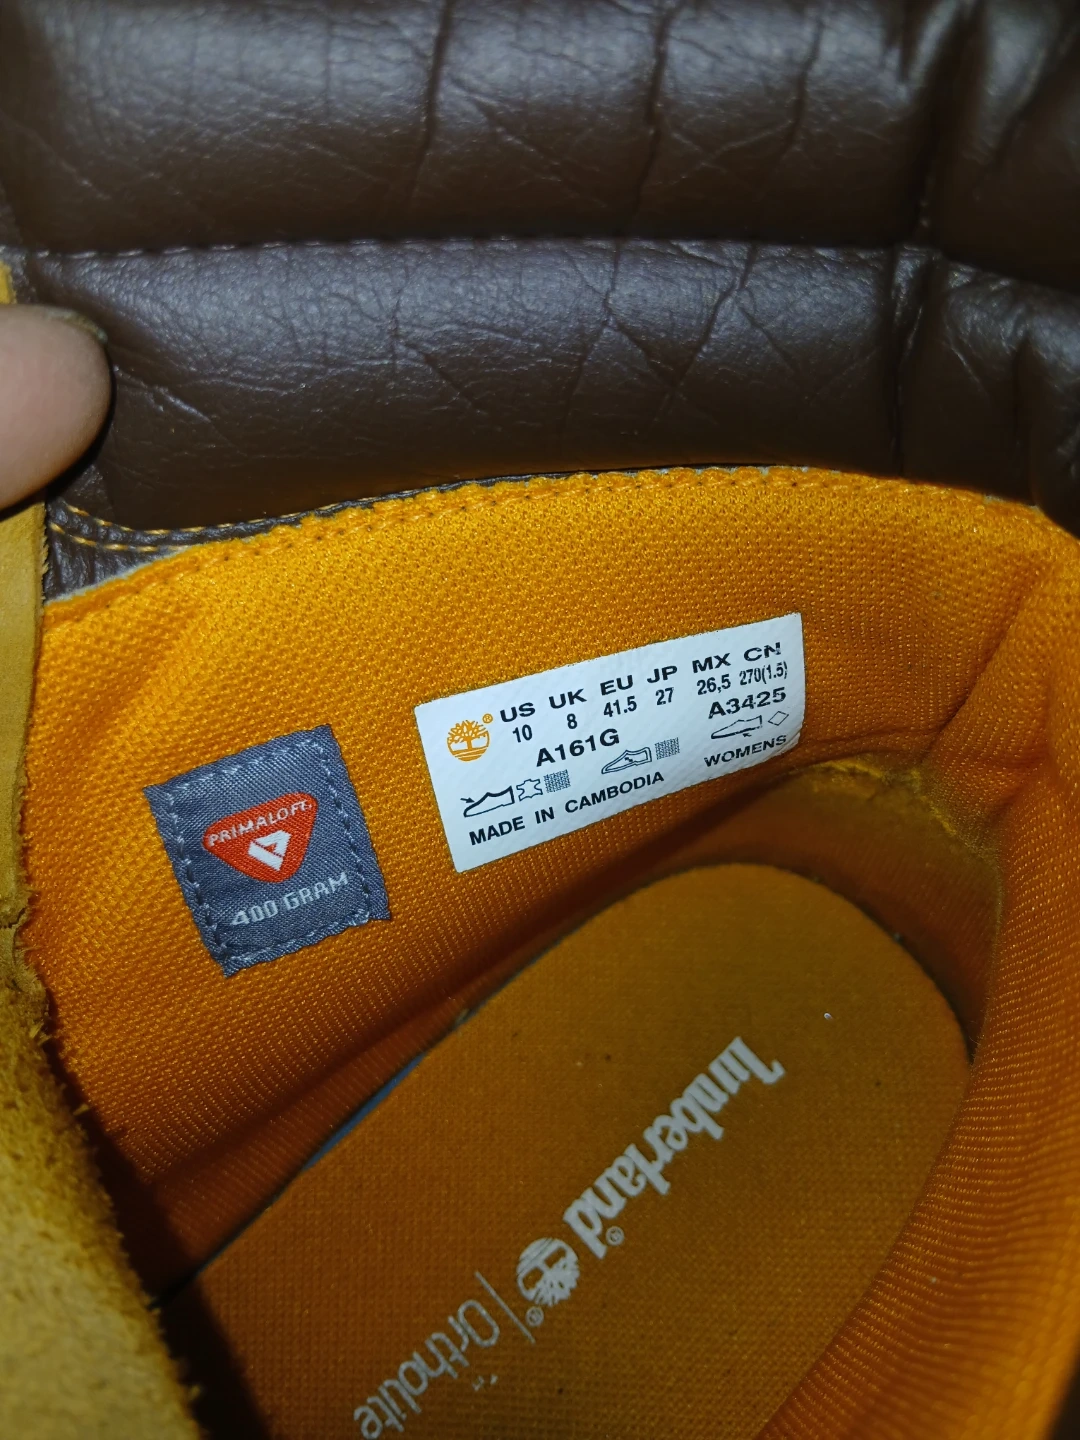 US UK EU JP MX CN
10 8 41.5 27 26,5 270(1.5)
A161G A3425
WOMENS
MADE IN CAMBODIA
®
PRIMALOFT
400 GRAM
Timberland®
®
Ortholite